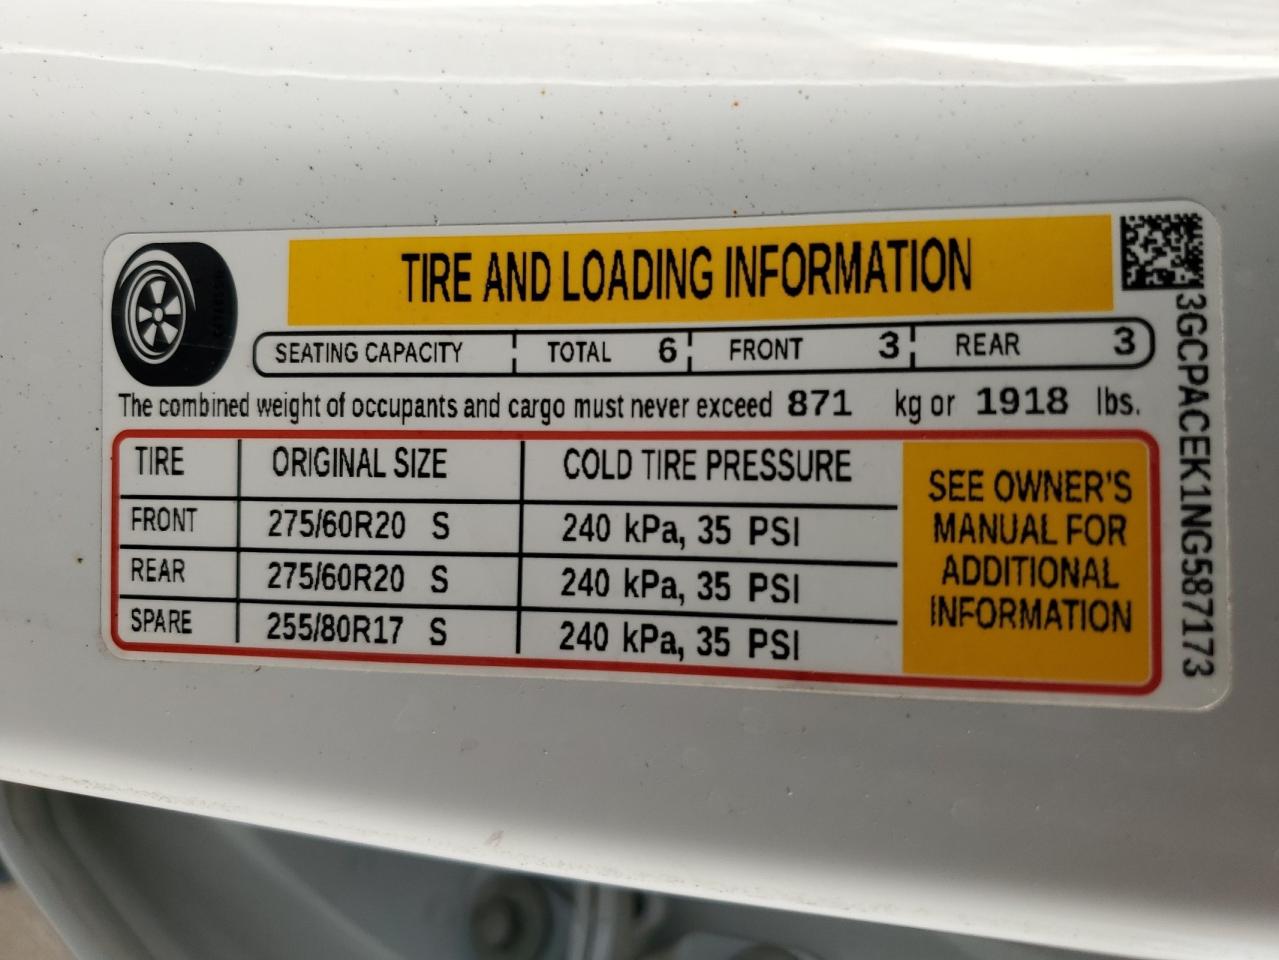 TIRE AND LOADING INFORMATION
SEATING CAPACITY TOTAL 6 FRONT 3 REAR 3
The combined weight of occupants and cargo must never exceed 871 kg or 1918 lbs.
TIRE ORIGINAL SIZE COLD TIRE PRESSURE
FRONT 275/60R20 S 240 kPa, 35 PSI
REAR 275/60R20 S 240 kPa, 35 PSI
SPARE 255/80R17 S 240 kPa, 35 PSI
SEE OWNER'S
MANUAL FOR
ADDITIONAL
INFORMATION
3GCPACEK1NG587173